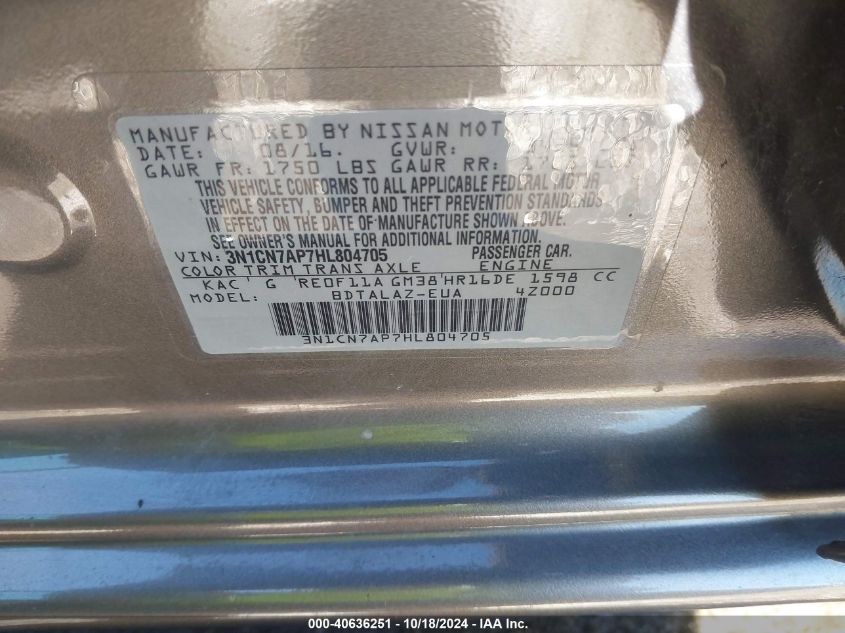 MANUFACTURED BY NISSAN MOT
DATE: 08/16. GVWR:
GAWR FR: 1750 LBS GAWR RR:
THIS VEHICLE CONFORMS TO ALL APPLICABLE FEDERAL MOTOR
VEHICLE SAFETY, BUMPER AND THEFT PREVENTION STANDARDS
IN EFFECT ON THE DATE OF MANUFACTURE SHOWN ABOVE.
SEE OWNER'S MANUAL FOR ADDITIONAL INFORMATION.
VIN: 3N1CN7AP7HL804705 PASSENGER CAR.
COLOR TRIM TRANS AXLE ENGINE
KAC G RE0F11A GM38 HR16DE 1598 CC
MODEL: BDTALAZ-EUA 4Z000
3N1CN7AP7HL804705
000-40636251 - 10/18/2024 - IAA Inc.